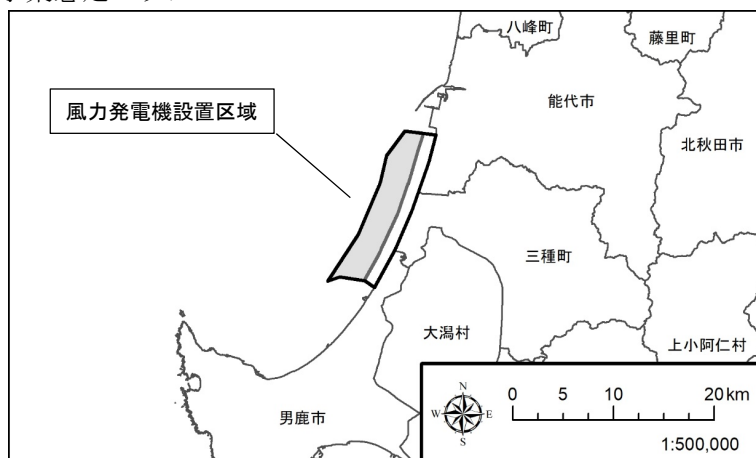 八峰町
藤里町
風力発電機設置区域
能代市
北秋田市
三種町
大潟村
上小阿仁村
男鹿市
N
W E
S
0 5 10 20km
1:500,000